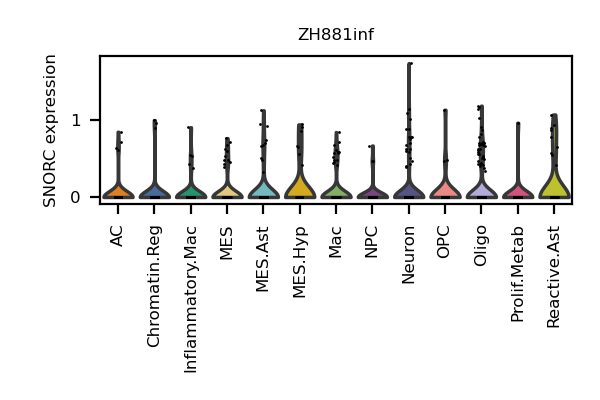 ZH881inf
SNORC expression
1
0
AC
Chromatin.Reg
Inflammatory.Mac
MES
MES.Ast
MES.Hyp
Mac
NPC
Neuron
OPC
Oligo
Prolif.Metab
Reactive.Ast